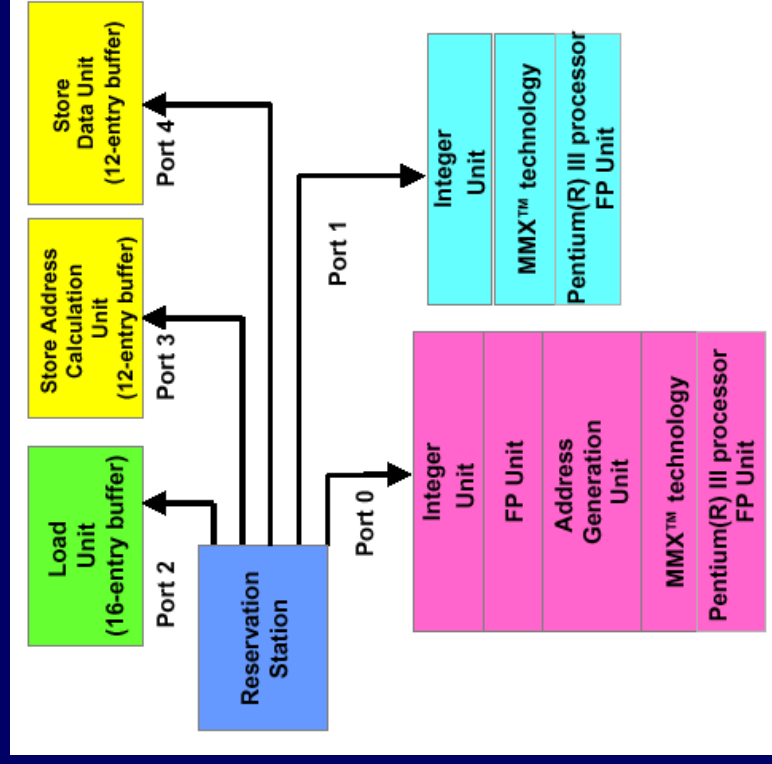 Store
Data Unit
(12-entry buffer)
Port 4
Store Address
Calculation
Unit
(12-entry buffer)
Port 3
Load
Unit
(16-entry buffer)
Port 2
Reservation
Station
Port 1
Integer
Unit
MMX™ technology
Pentium(R) III processor
FP Unit
Port 0
Integer
Unit
FP Unit
Address
Generation
Unit
MMX™ technology
Pentium(R) III processor
FP Unit